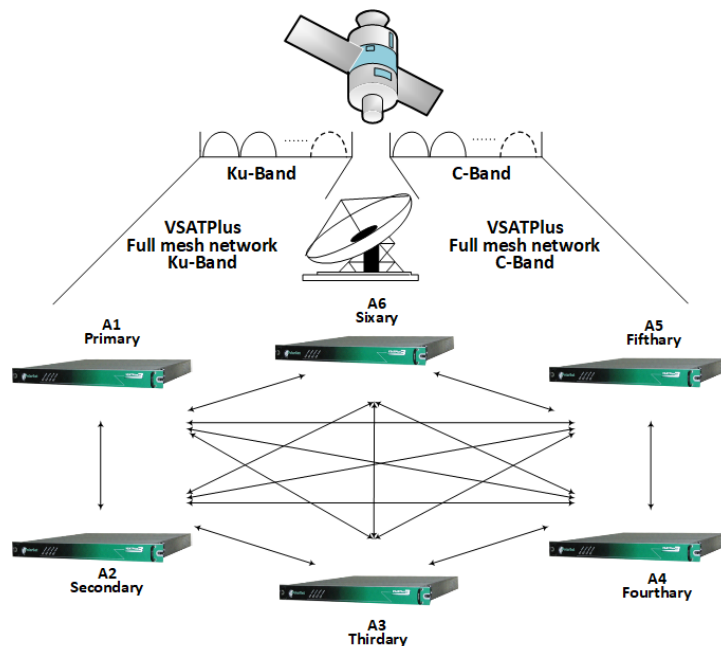 Ku-Band
C-Band
VSATPlus
Full mesh network
Ku-Band
VSATPlus
Full mesh network
C-Band
A6
Sixary
A1
Primary
A5
Fifthary
A2
Secondary
A4
Fourthary
A3
Thirdary